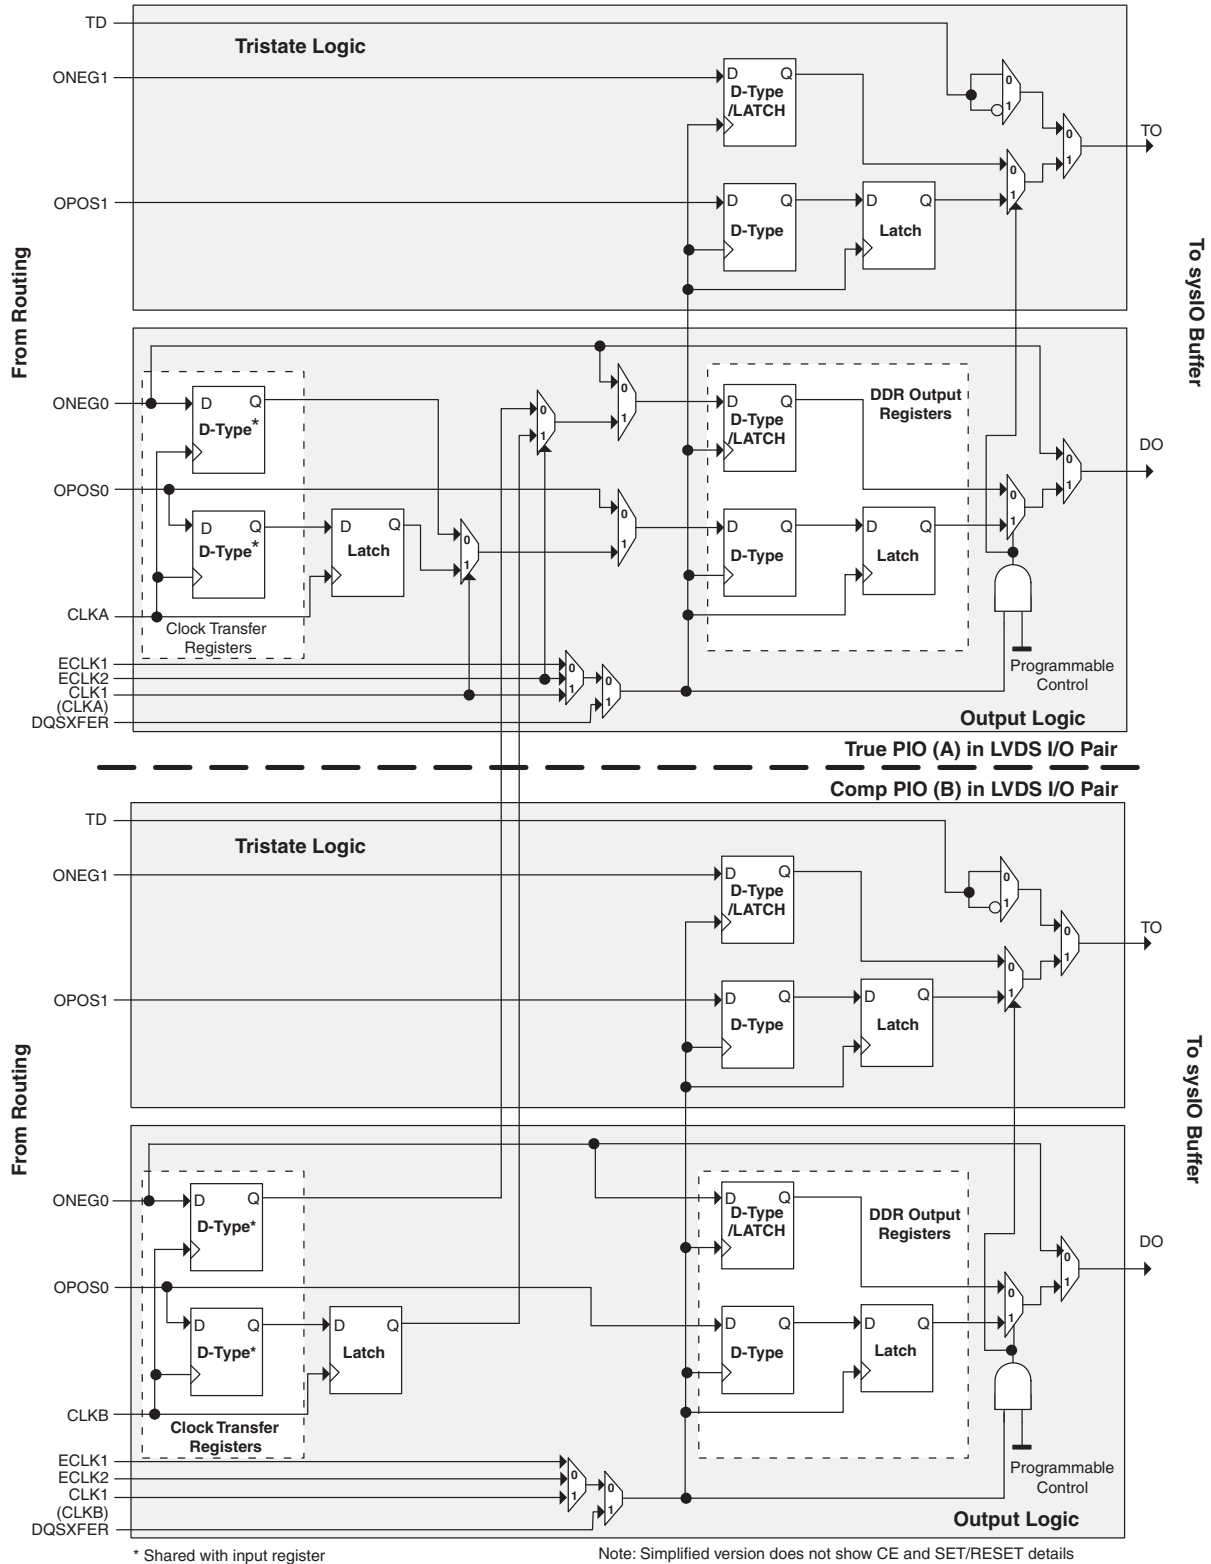 TD
Tristate Logic
ONEG1
D Q
D-Type
/LATCH
0
1
0
1
TO
OPOS1
D Q
D-Type
D Q
Latch
0
1
From Routing
To sysIO Buffer
ONEG0
D Q
D-Type*
0
1
0
1
D Q
D-Type
/LATCH
DDR Output
Registers
0
1
DO
OPOS0
D Q
D-Type*
D Q
Latch
0
1
0
1
D Q
D-Type
D Q
Latch
0
1
CLKA
Clock Transfer
Registers
ECLK1
ECLK2
CLK1
(CLKA)
DQSXFER
0
1
0
1
Programmable
Control
Output Logic
True PIO (A) in LVDS I/O Pair
Comp PIO (B) in LVDS I/O Pair
TD
Tristate Logic
ONEG1
D Q
D-Type
/LATCH
0
1
0
1
TO
OPOS1
D Q
D-Type
D Q
Latch
0
1
From Routing
To sysIO Buffer
ONEG0
D Q
D-Type*
D Q
D-Type
/LATCH
DDR Output
Registers
0
1
DO
OPOS0
D Q
D-Type*
D Q
Latch
D Q
D-Type
D Q
Latch
0
1
CLKB
Clock Transfer
Registers
ECLK1
ECLK2
CLK1
(CLKB)
DQSXFER
0
1
0
1
Programmable
Control
Output Logic
* Shared with input register
Note: Simplified version does not show CE and SET/RESET details